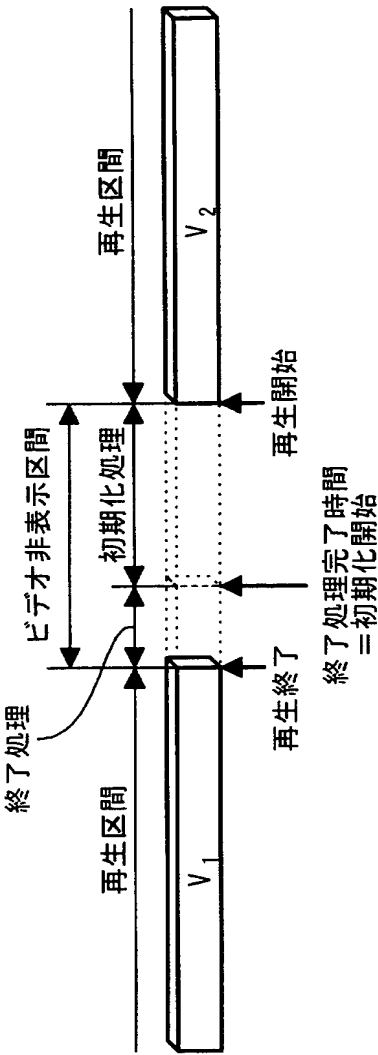 終了処理
ビデオ非表示区間
再生区間
初期化処理
再生区間
V1
V2
再生終了
再生開始
終了処理完了時間
＝初期化開始